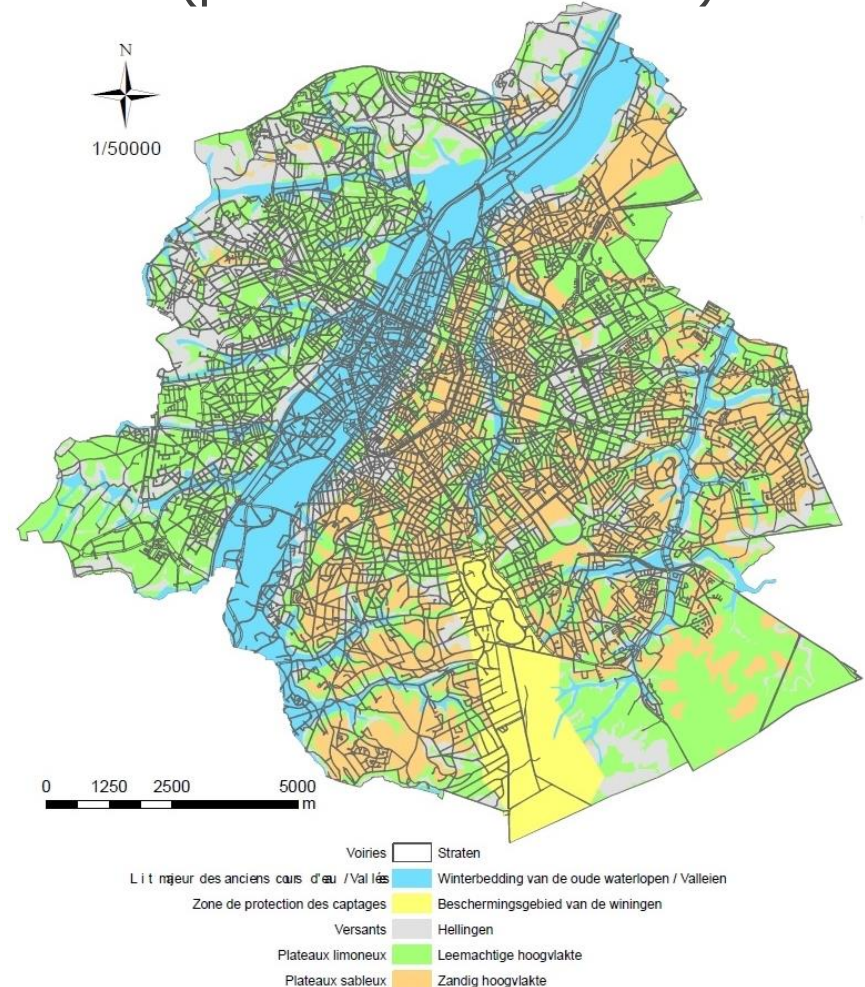 N
1/50000
0 1250 2500 5000
m
Voiries Straten
Lit majeur des anciens cours d'eau / Vallées Winterbedding van de oude waterlopen / Valleien
Zone de protection des captages Beschermingsgebied van de winingen
Versants Hellingen
Plateaux limoneux Leemachtige hoogvlakte
Plateaux sableux Zandig hoogvlakte